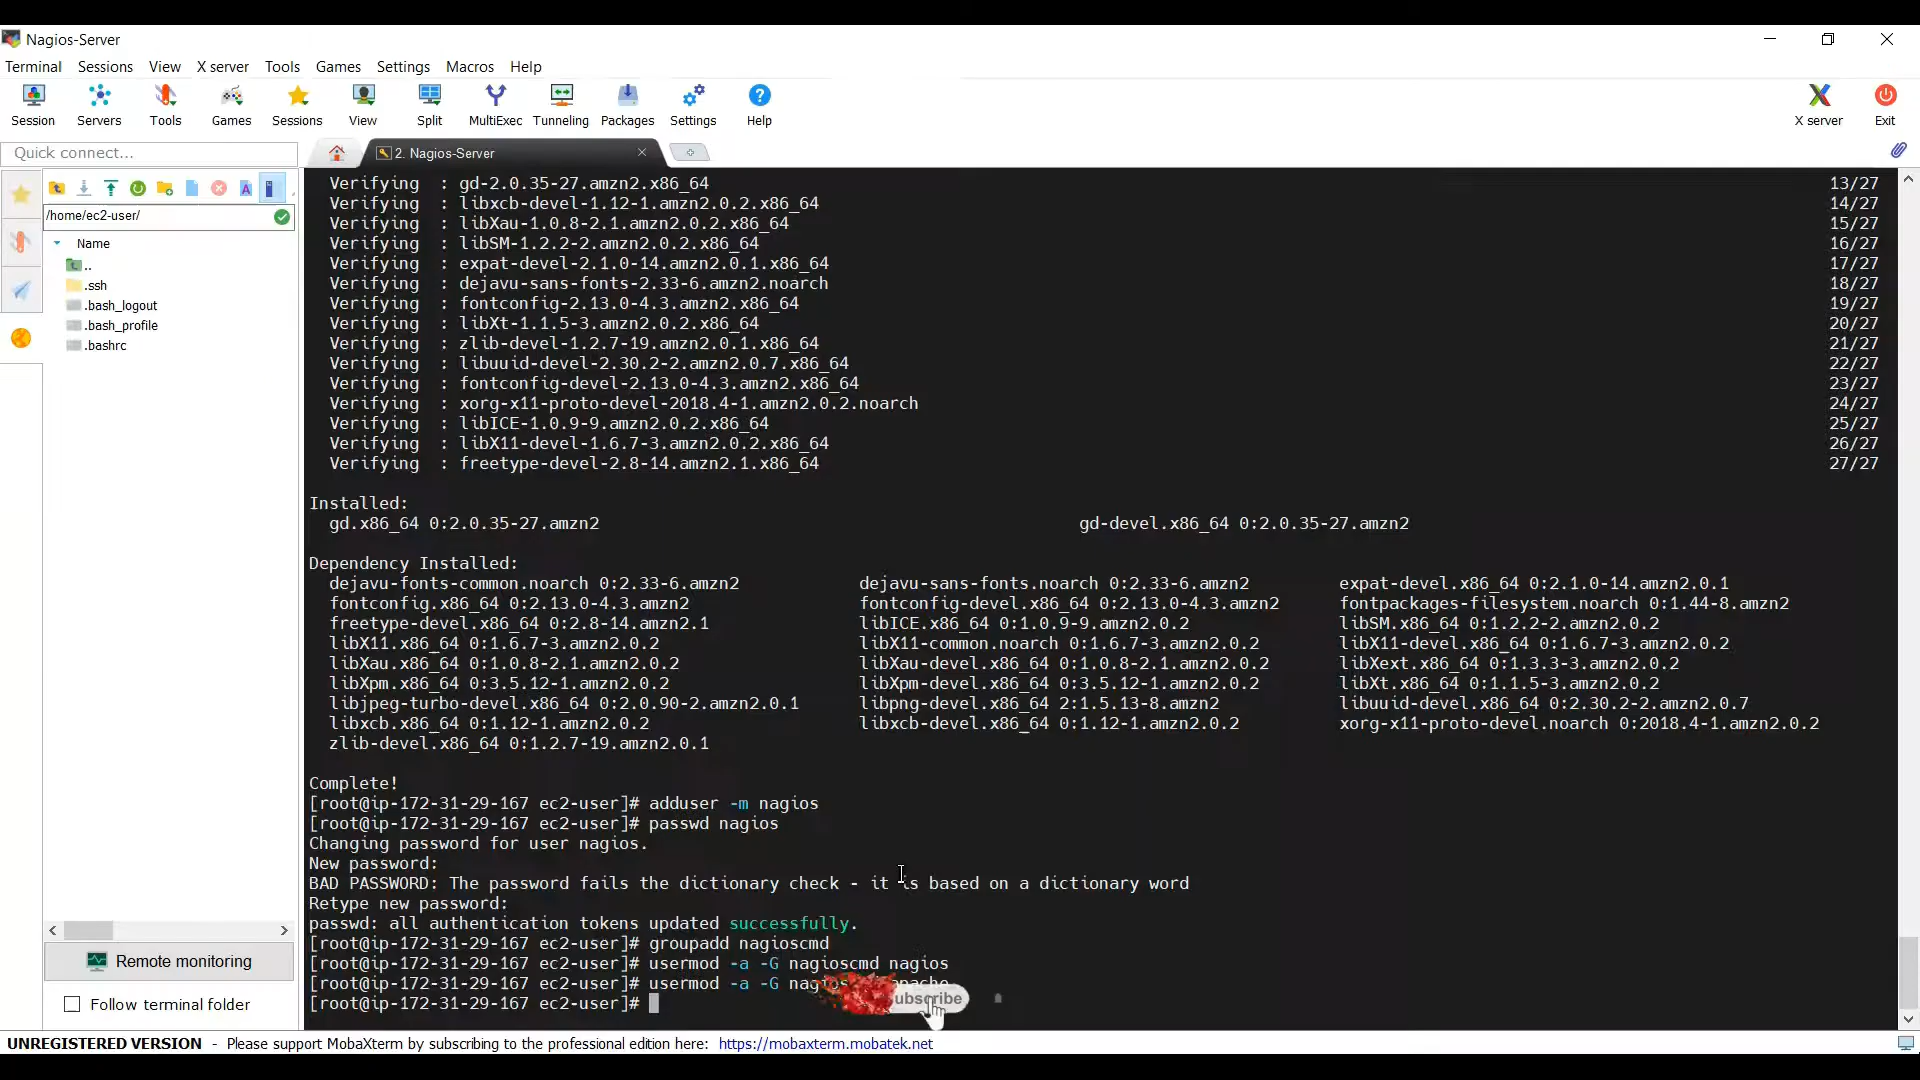 Nagios-Server
Terminal Sessions View X server Tools Games Settings Macros Help
Session Servers Tools Games Sessions View Split MultiExec Tunneling Packages Settings Help X server Exit
Quick connect...
2. Nagios-Server
/home/ec2-user/
Name
..
.ssh
.bash_logout
.bash_profile
.bashrc
Remote monitoring
Follow terminal folder
Verifying : gd-2.0.35-27.amzn2.x86_64 13/27
Verifying : libxcb-devel-1.12-1.amzn2.0.2.x86_64 14/27
Verifying : libXau-1.0.8-2.1.amzn2.0.2.x86_64 15/27
Verifying : libSM-1.2.2-2.amzn2.0.2.x86_64 16/27
Verifying : expat-devel-2.1.0-14.amzn2.0.1.x86_64 17/27
Verifying : dejavu-sans-fonts-2.33-6.amzn2.noarch 18/27
Verifying : fontconfig-2.13.0-4.3.amzn2.x86_64 19/27
Verifying : libXt-1.1.5-3.amzn2.0.2.x86_64 20/27
Verifying : zlib-devel-1.2.7-19.amzn2.0.1.x86_64 21/27
Verifying : libuuid-devel-2.30.2-2.amzn2.0.7.x86_64 22/27
Verifying : fontconfig-devel-2.13.0-4.3.amzn2.x86_64 23/27
Verifying : xorg-x11-proto-devel-2018.4-1.amzn2.0.2.noarch 24/27
Verifying : libICE-1.0.9-9.amzn2.0.2.x86_64 25/27
Verifying : libX11-devel-1.6.7-3.amzn2.0.2.x86_64 26/27
Verifying : freetype-devel-2.8-14.amzn2.1.x86_64 27/27
Installed:
gd.x86_64 0:2.0.35-27.amzn2 gd-devel.x86_64 0:2.0.35-27.amzn2
Dependency Installed:
dejavu-fonts-common.noarch 0:2.33-6.amzn2 dejavu-sans-fonts.noarch 0:2.33-6.amzn2 expat-devel.x86_64 0:2.1.0-14.amzn2.0.1
fontconfig.x86_64 0:2.13.0-4.3.amzn2 fontconfig-devel.x86_64 0:2.13.0-4.3.amzn2 fontpackages-filesystem.noarch 0:1.44-8.amzn2
freetype-devel.x86_64 0:2.8-14.amzn2.1 libICE.x86_64 0:1.0.9-9.amzn2.0.2 libSM.x86_64 0:1.2.2-2.amzn2.0.2
libX11.x86_64 0:1.6.7-3.amzn2.0.2 libX11-common.noarch 0:1.6.7-3.amzn2.0.2 libX11-devel.x86_64 0:1.6.7-3.amzn2.0.2
libXau.x86_64 0:1.0.8-2.1.amzn2.0.2 libXau-devel.x86_64 0:1.0.8-2.1.amzn2.0.2 libXext.x86_64 0:1.3.3-3.amzn2.0.2
libXpm.x86_64 0:3.5.12-1.amzn2.0.2 libXpm-devel.x86_64 0:3.5.12-1.amzn2.0.2 libXt.x86_64 0:1.1.5-3.amzn2.0.2
libjpeg-turbo-devel.x86_64 0:2.0.90-2.amzn2.0.1 libpng-devel.x86_64 2:1.5.13-8.amzn2 libuuid-devel.x86_64 0:2.30.2-2.amzn2.0.7
libxcb.x86_64 0:1.12-1.amzn2.0.2 libxcb-devel.x86_64 0:1.12-1.amzn2.0.2 xorg-x11-proto-devel.noarch 0:2018.4-1.amzn2.0.2
zlib-devel.x86_64 0:1.2.7-19.amzn2.0.1
Complete!
[root@ip-172-31-29-167 ec2-user]# adduser -m nagios
[root@ip-172-31-29-167 ec2-user]# passwd nagios
Changing password for user nagios.
New password:
BAD PASSWORD: The password fails the dictionary check - it is based on a dictionary word
Retype new password:
passwd: all authentication tokens updated successfully.
[root@ip-172-31-29-167 ec2-user]# groupadd nagioscmd
[root@ip-172-31-29-167 ec2-user]# usermod -a -G nagioscmd nagios
[root@ip-172-31-29-167 ec2-user]# usermod -a -G
[root@ip-172-31-29-167 ec2-user]#
UNREGISTERED VERSION - Please support MobaXterm by subscribing to the professional edition here: https://mobaxterm.mobatek.net